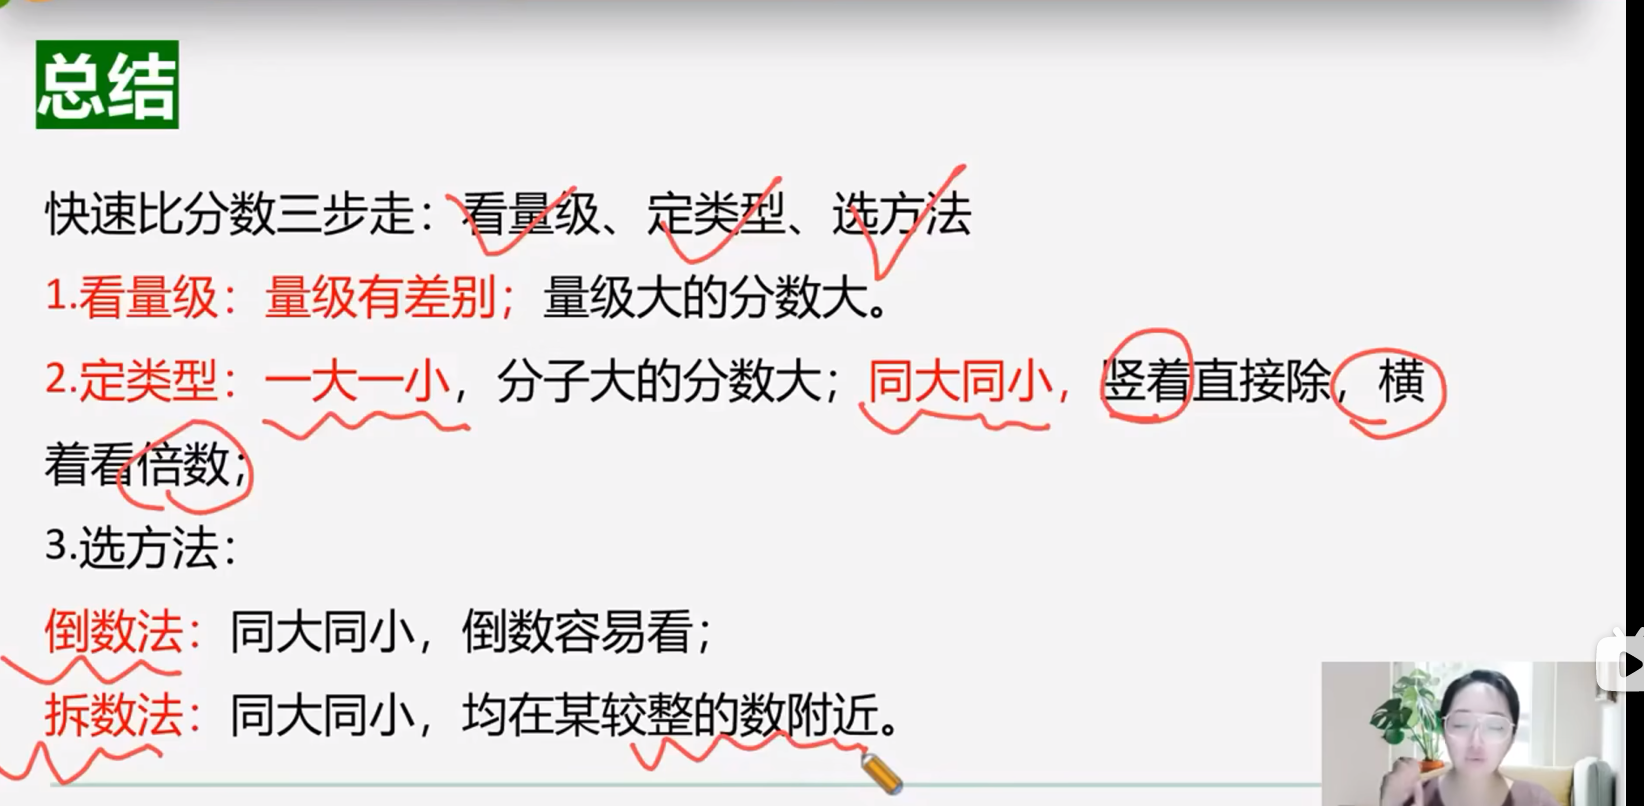 总结
快速比分数三步走：看量级、定类型、选方法
1.看量级：量级有差别；量级大的分数大。
2.定类型：一大一小，分子大的分数大；同大同小，竖着直接除，横
着看倍数；
3.选方法：
倒数法：同大同小，倒数容易看；
拆数法：同大同小，均在某较整的数附近。